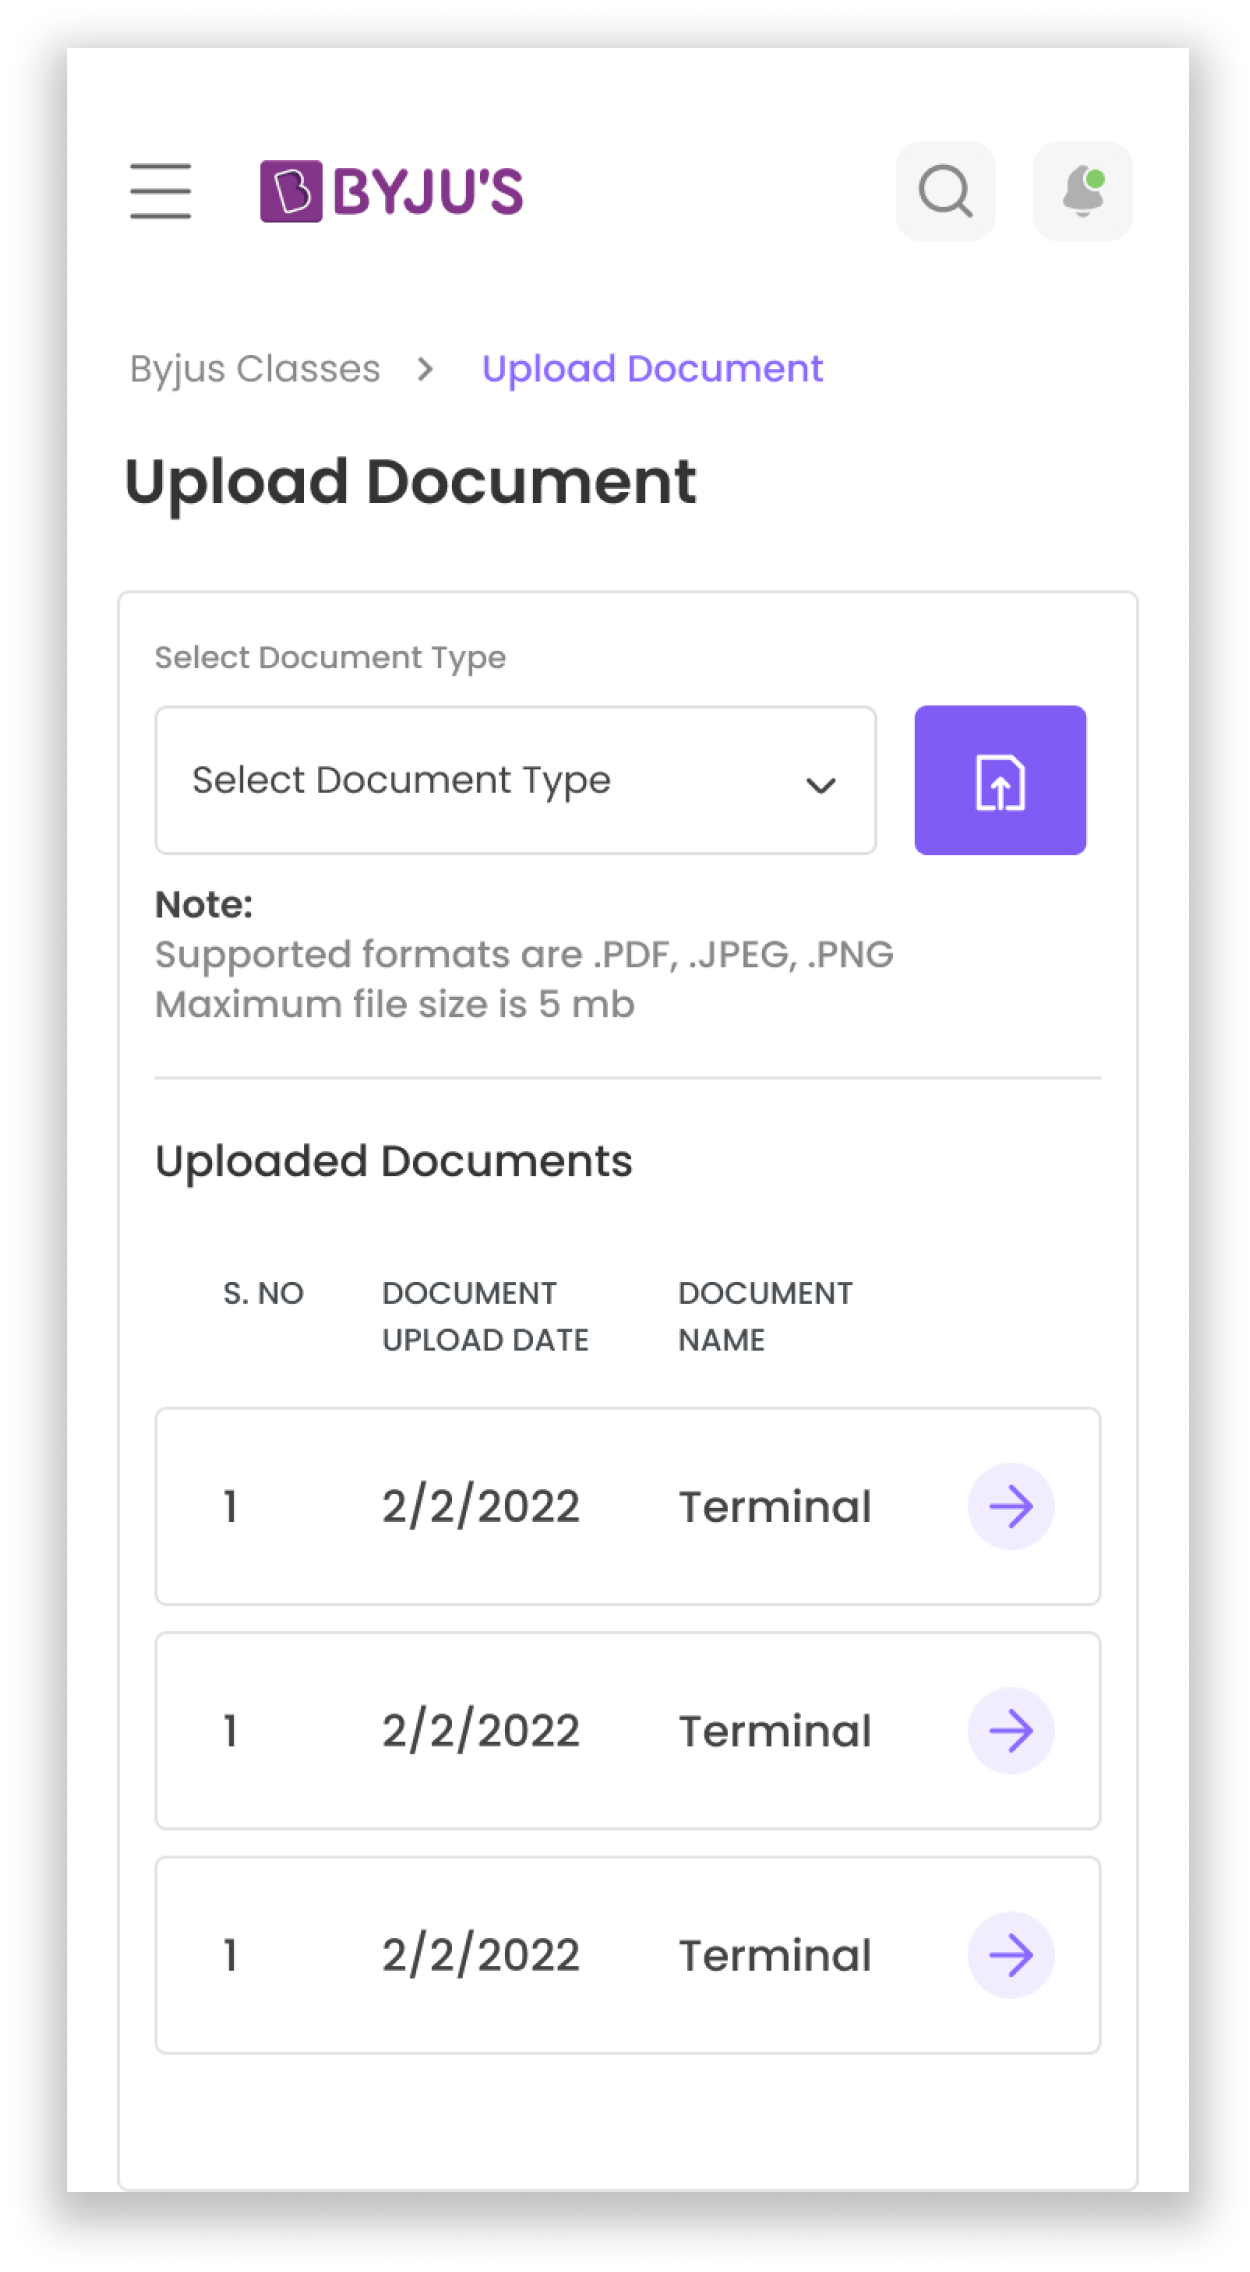 BYJU'S
Byjus Classes > Upload Document
Upload Document
Select Document Type
Select Document Type
Note:
Supported formats are .PDF, .JPEG, .PNG
Maximum file size is 5 mb
Uploaded Documents
S. NO DOCUMENT UPLOAD DATE DOCUMENT NAME
1 2/2/2022 Terminal
1 2/2/2022 Terminal
1 2/2/2022 Terminal